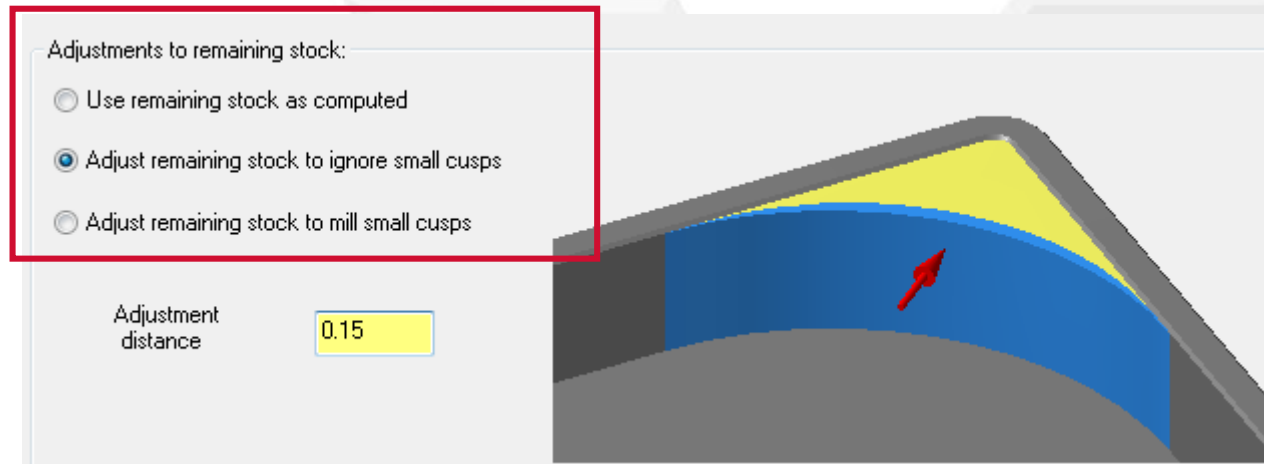 Adjustments to remaining stock:
Use remaining stock as computed
Adjust remaining stock to ignore small cusps
Adjust remaining stock to mill small cusps
Adjustment
distance
0.15